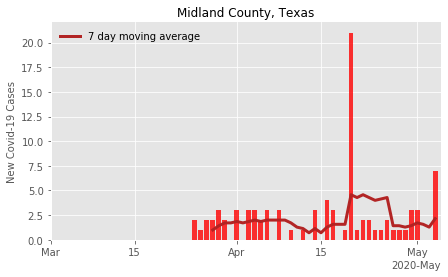 Midland County, Texas
7 day moving average
New Covid-19 Cases
20.0
17.5
15.0
12.5
10.0
7.5
5.0
2.5
0.0
Mar
15
Apr
15
May
2020-May